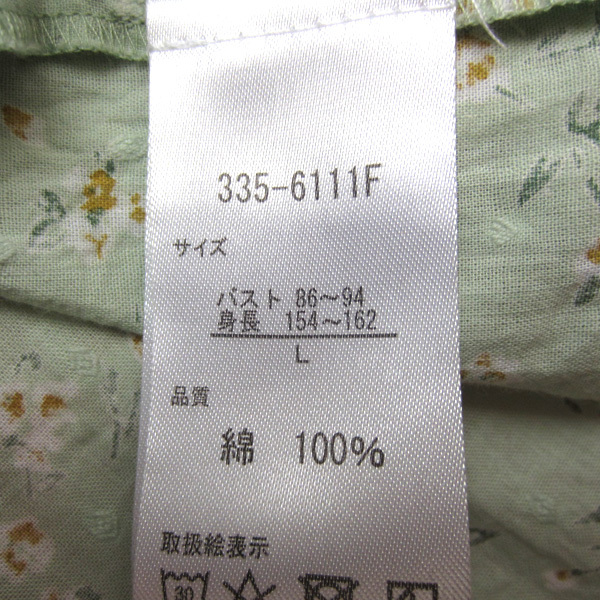 335-6111F
サイズ
バスト 86～94
身長 154～162
L
品質
綿 100%
取扱絵表示
30